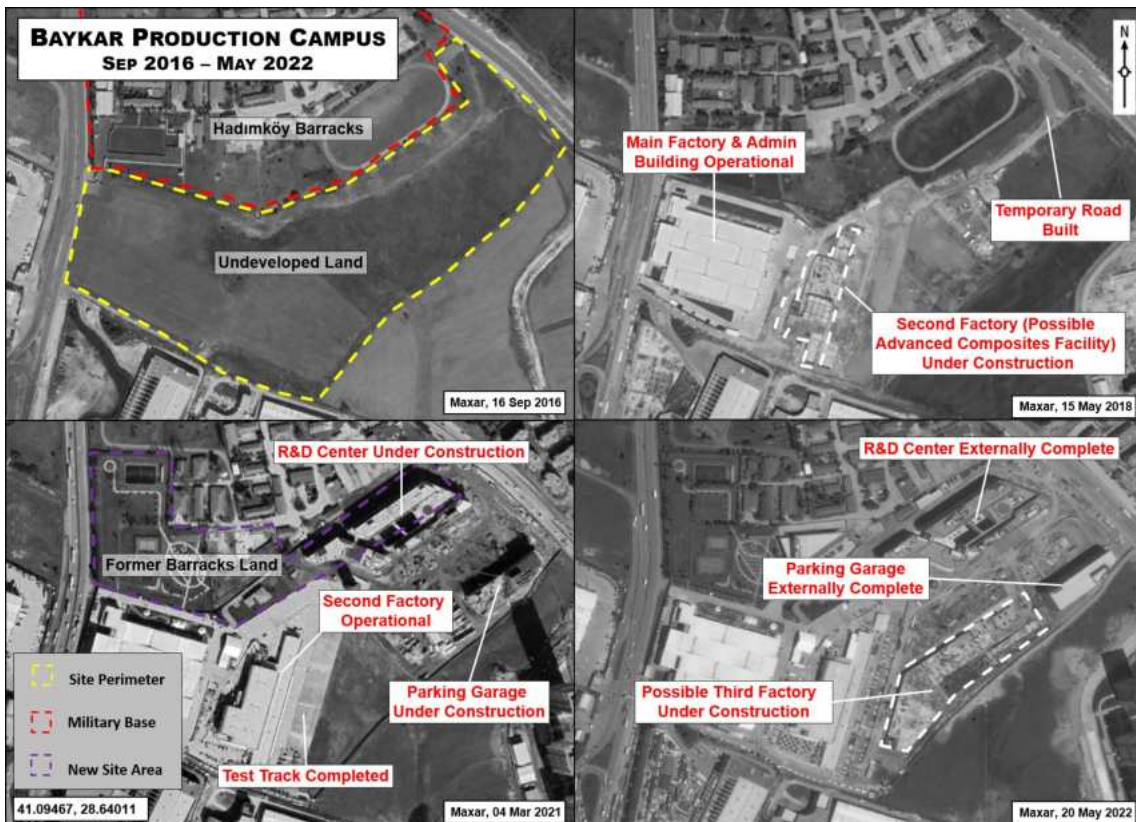 BAYKAR PRODUCTION CAMPUS
SEP 2016 – MAY 2022
Hadımköy Barracks
Undeveloped Land
Maxar, 16 Sep 2016
N
Main Factory & Admin
Building Operational
Temporary Road
Built
Second Factory (Possible
Advanced Composites Facility)
Under Construction
Maxar, 15 May 2018
R&D Center Under Construction
Former Barracks Land
Second Factory
Operational
Parking Garage
Under Construction
Test Track Completed
Site Perimeter
Military Base
New Site Area
41.09467, 28.64011
Maxar, 04 Mar 2021
R&D Center Externally Complete
Parking Garage
Externally Complete
Possible Third Factory
Under Construction
Maxar, 20 May 2022